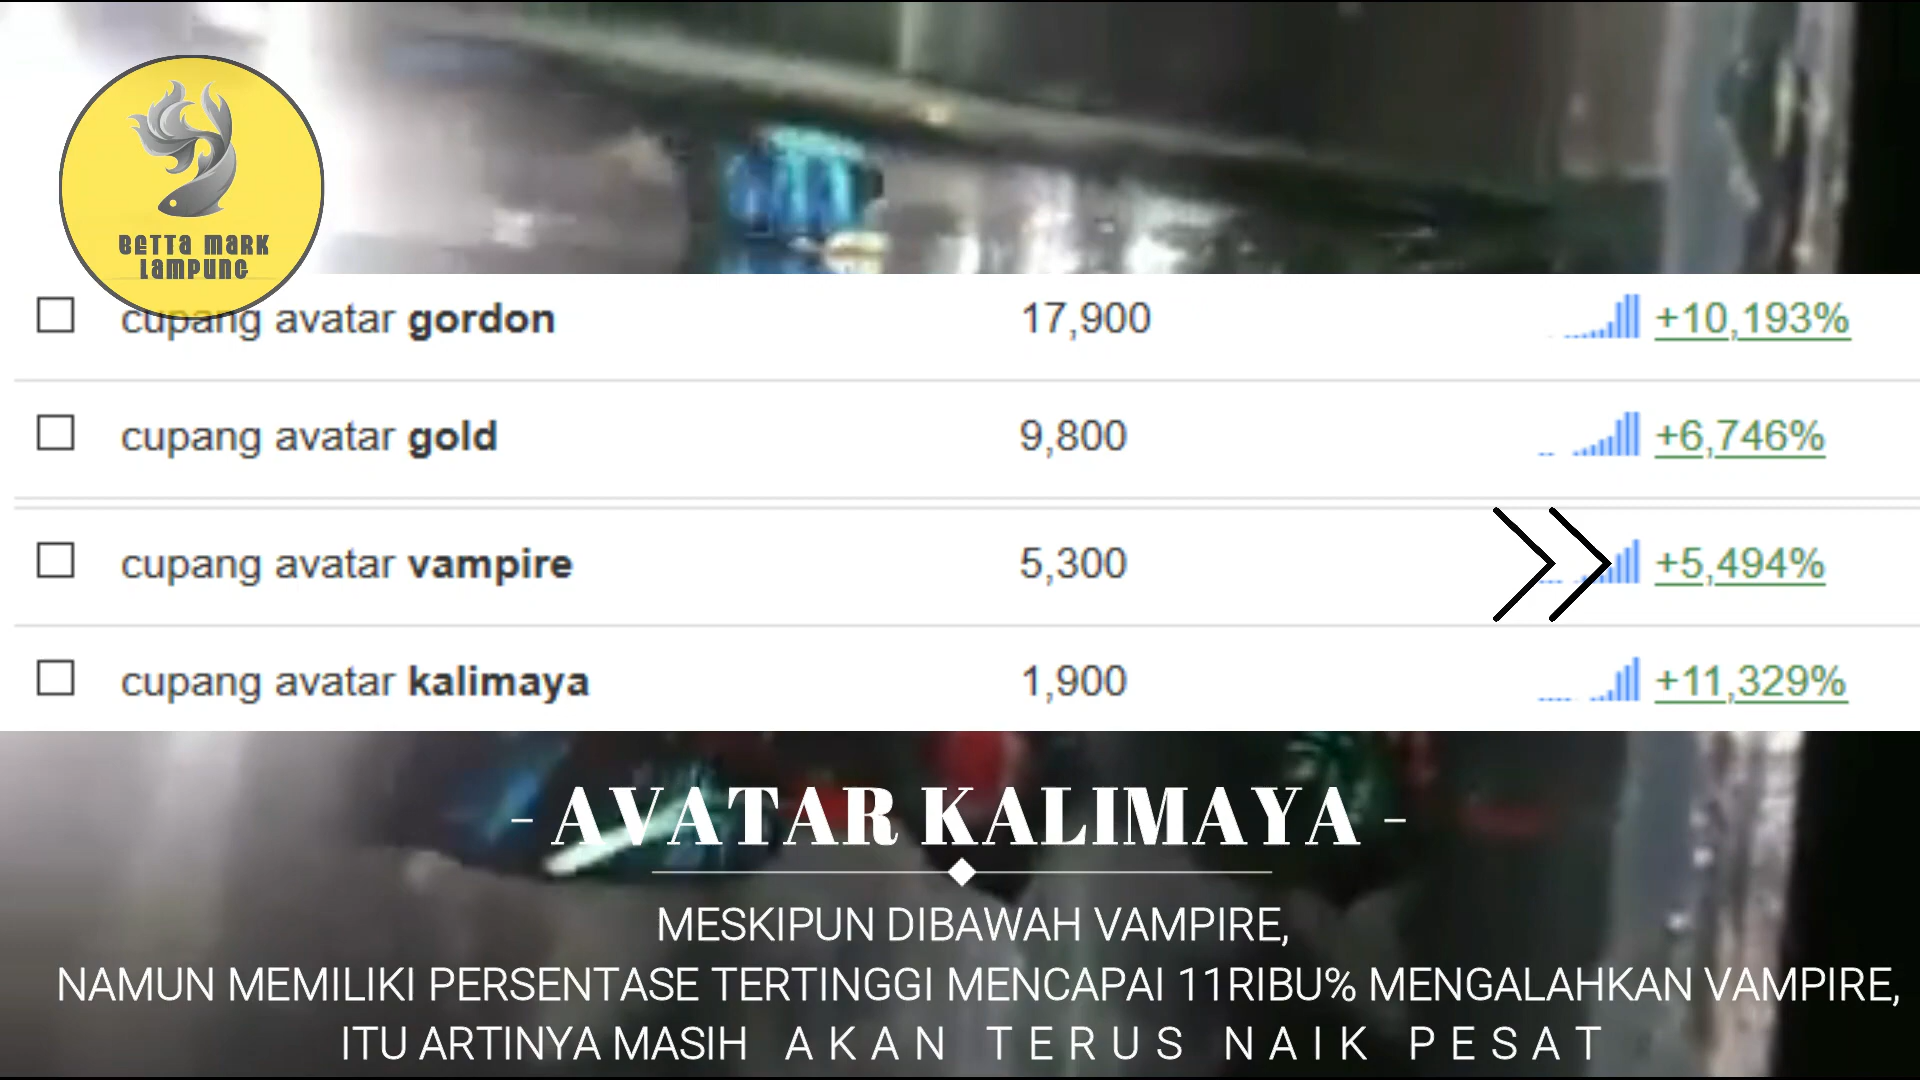 BETTA MARK
LAMPUNG
cupang avatar gordon 17,900 +10,193%
cupang avatar gold 9,800 +6,746%
cupang avatar vampire 5,300 +5,494%
cupang avatar kalimaya 1,900 +11,329%
- AVATAR KALIMAYA -
MESKIPUN DIBAWAH VAMPIRE,
NAMUN MEMILIKI PERSENTASE TERTINGGI MENCAPAI 11RIBU% MENGALAHKAN VAMPIRE,
ITU ARTINYA MASIH AKAN TERUS NAIK PESAT